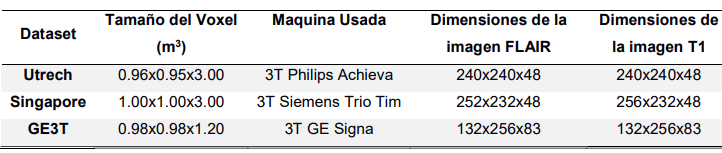 Dataset Tamaño del Voxel (m³) Maquina Usada Dimensiones de la imagen FLAIR Dimensiones de la imagen T1
Utrech 0.96x0.95x3.00 3T Philips Achieva 240x240x48 240x240x48
Singapore 1.00x1.00x3.00 3T Siemens Trio Tim 252x232x48 256x232x48
GE3T 0.98x0.98x1.20 3T GE Signa 132x256x83 132x256x83